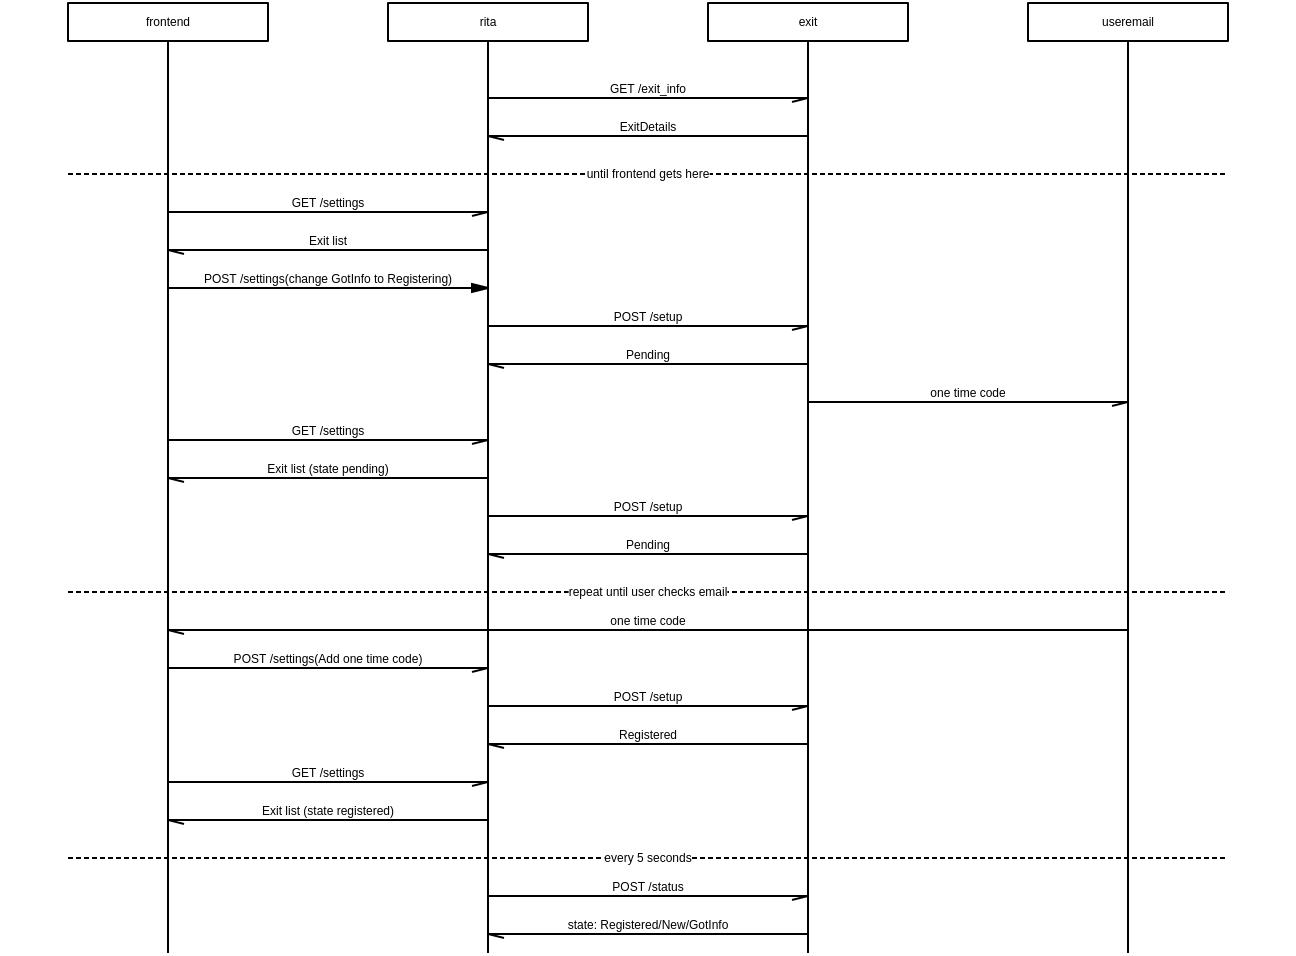 frontend
rita
exit
useremail
GET /exit_info
ExitDetails
until frontend gets here
GET /settings
Exit list
POST /settings(change GotInfo to Registering)
POST /setup
Pending
one time code
GET /settings
Exit list (state pending)
POST /setup
Pending
repeat until user checks email
one time code
POST /settings(Add one time code)
POST /setup
Registered
GET /settings
Exit list (state registered)
every 5 seconds
POST /status
state: Registered/New/GotInfo